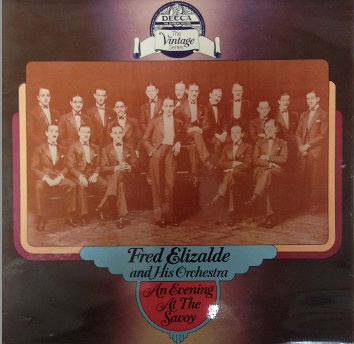 DECCA
The
Vintage
Series
Fred Elizalde
and His Orchestra
An Evening
At The
Savoy